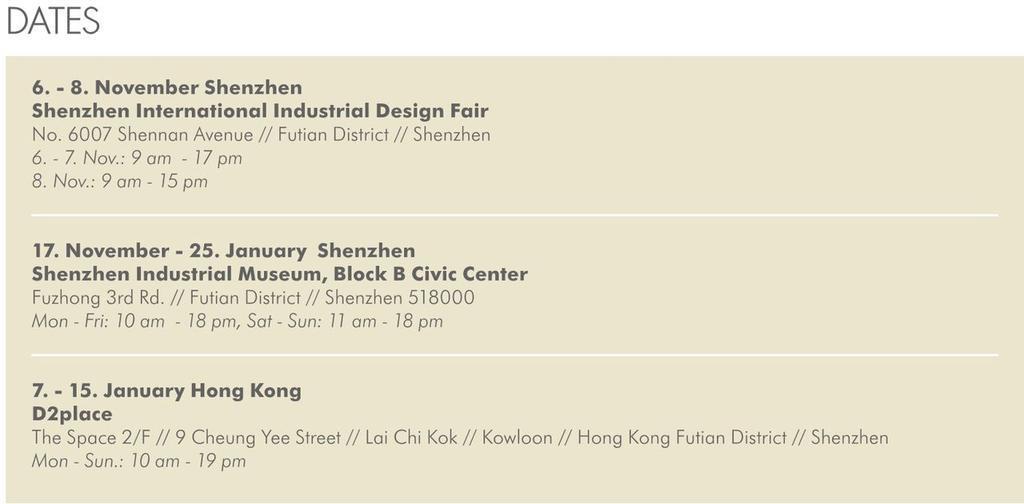 DATES
6. - 8. November Shenzhen
Shenzhen International Industrial Design Fair
No. 6007 Shennan Avenue // Futian District // Shenzhen
6. - 7. Nov.: 9 am - 17 pm
8. Nov.: 9 am - 15 pm
17. November - 25. January Shenzhen
Shenzhen Industrial Museum, Block B Civic Center
Fuzhong 3rd Rd. // Futian District // Shenzhen 518000
Mon - Fri: 10 am - 18 pm, Sat - Sun: 11 am - 18 pm
7. - 15. January Hong Kong
D2place
The Space 2/F // 9 Cheung Yee Street // Lai Chi Kok // Kowloon // Hong Kong Futian District // Shenzhen
Mon - Sun.: 10 am - 19 pm